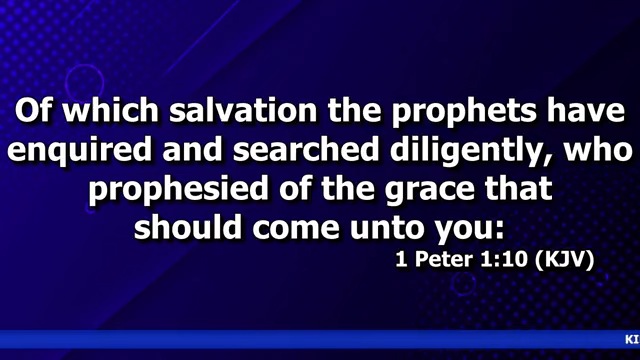 Of which salvation the prophets have
enquired and searched diligently, who
prophesied of the grace that
should come unto you:
1 Peter 1:10 (KJV)
KI